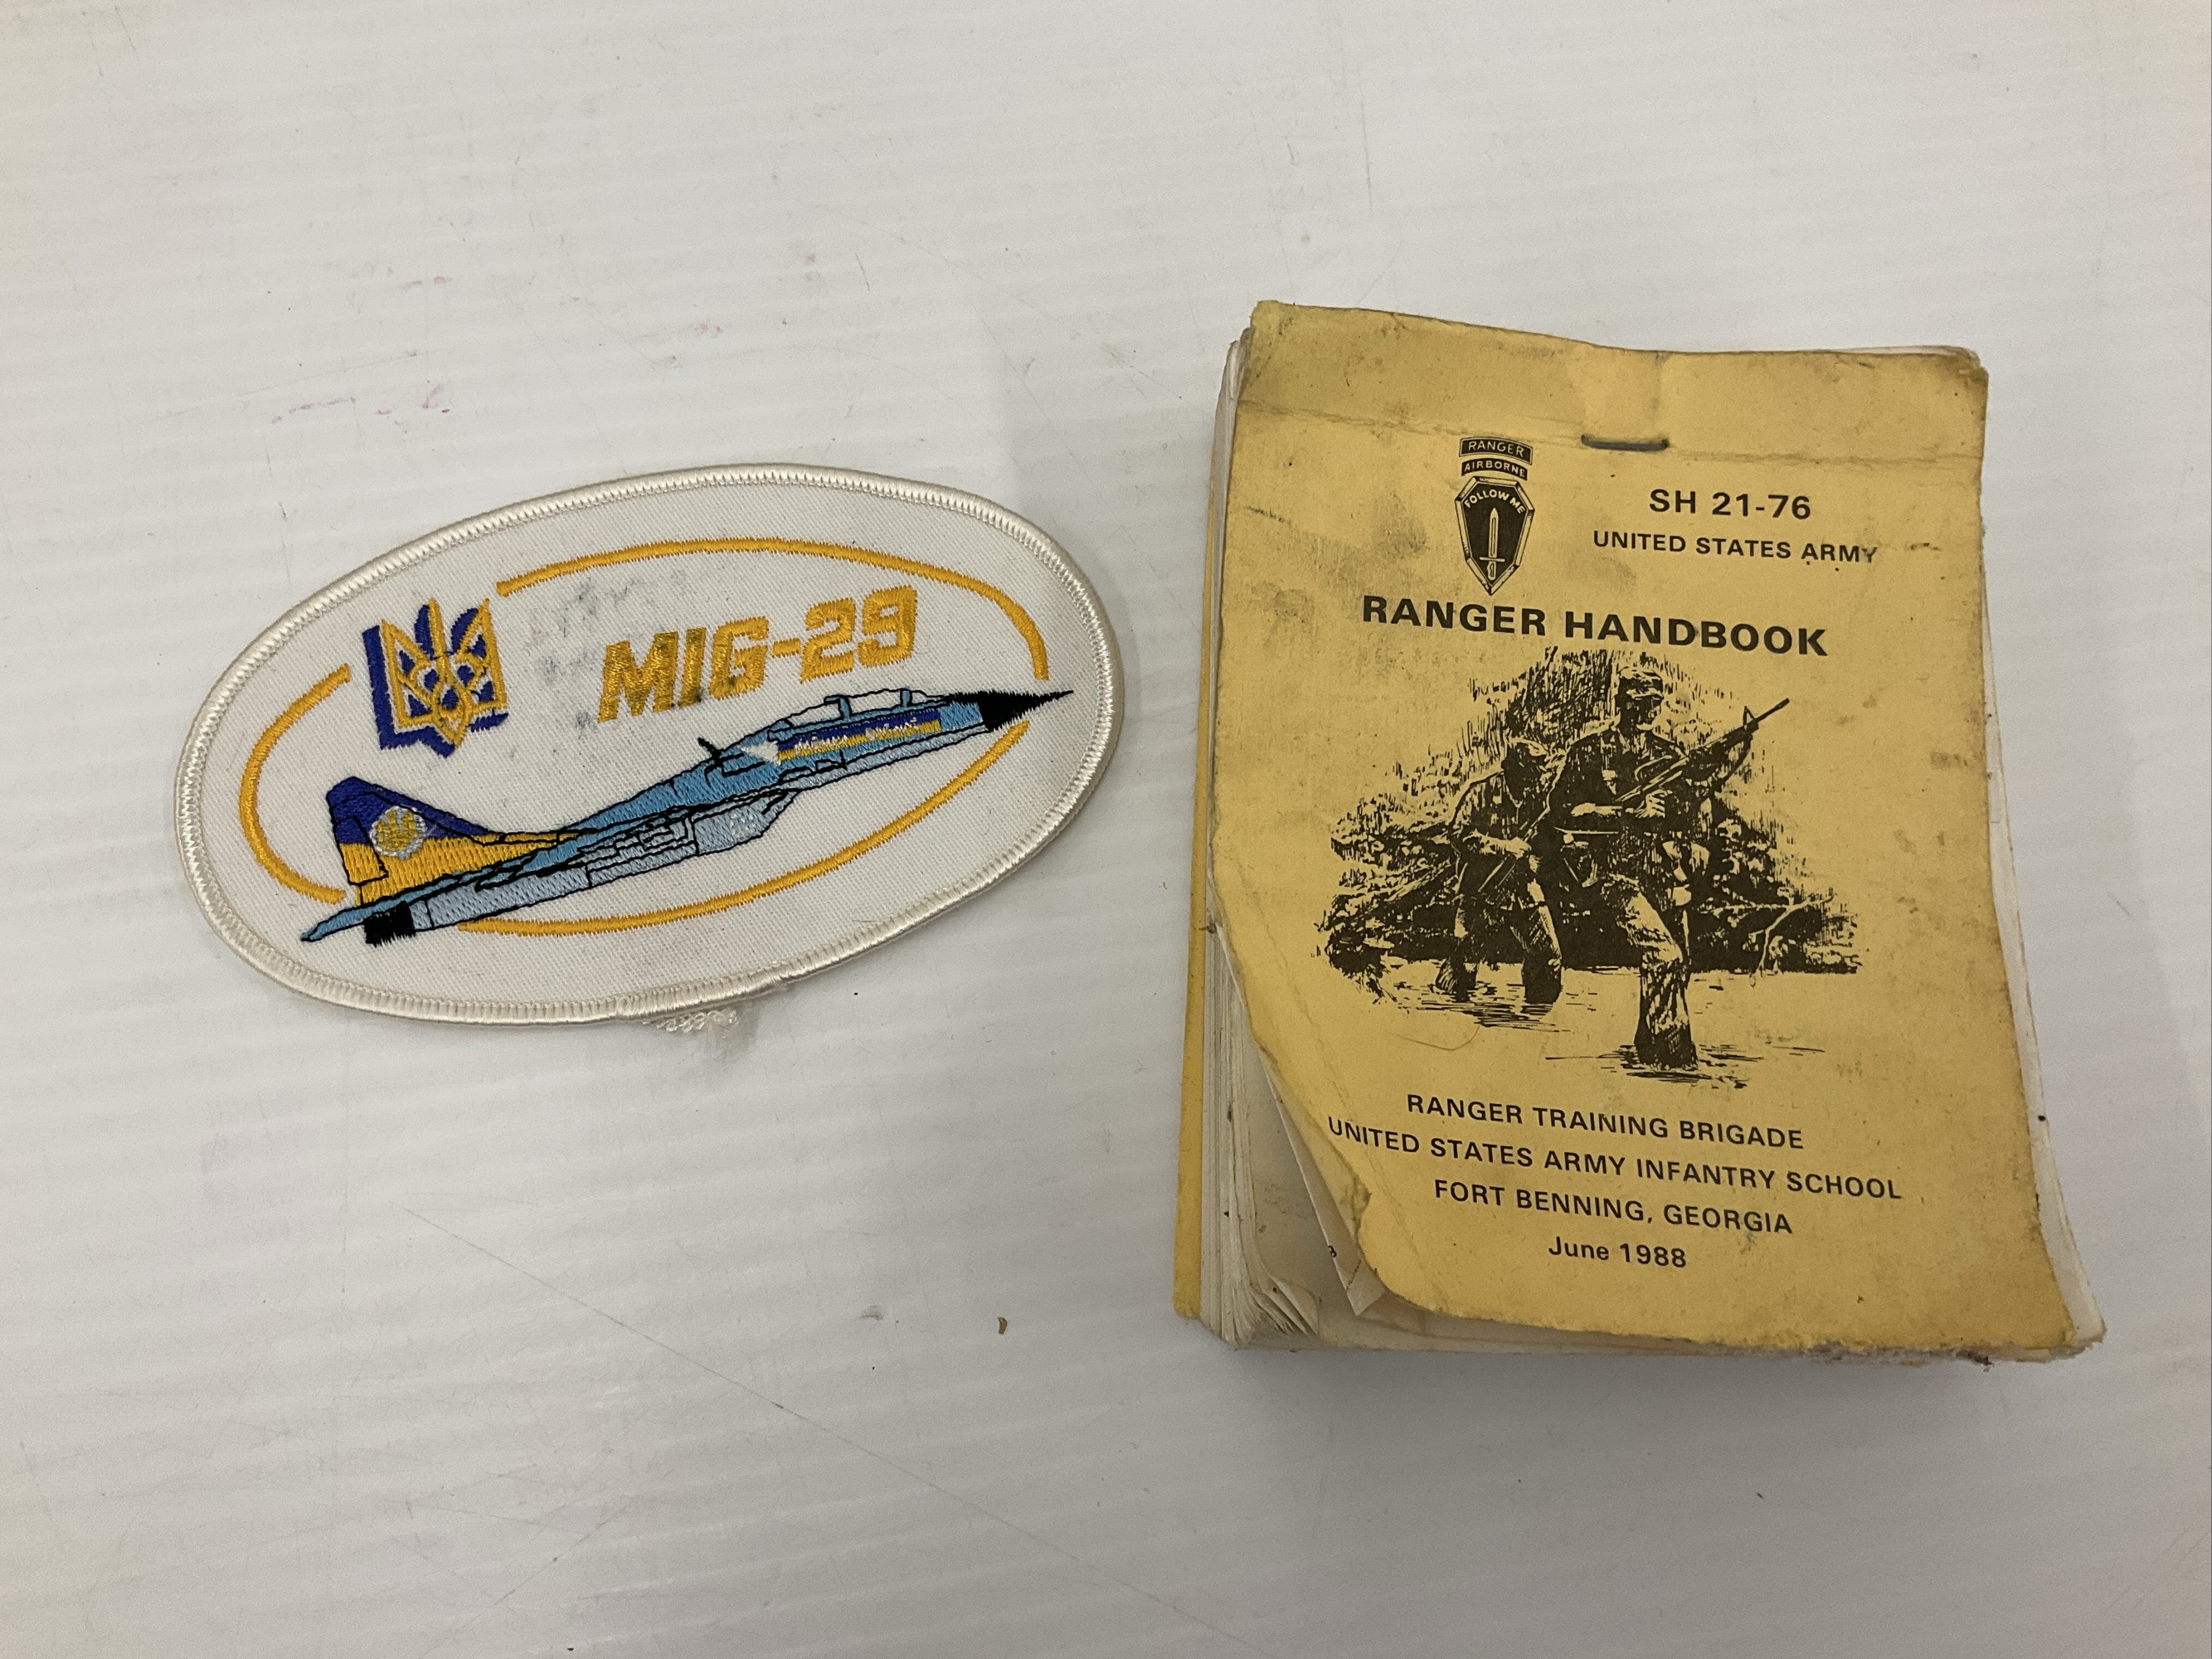 MIG-29
RANGER
AIRBORNE
FOLLOW ME
SH 21-76
UNITED STATES ARMY
RANGER HANDBOOK
RANGER TRAINING BRIGADE
UNITED STATES ARMY INFANTRY SCHOOL
FORT BENNING, GEORGIA
June 1988